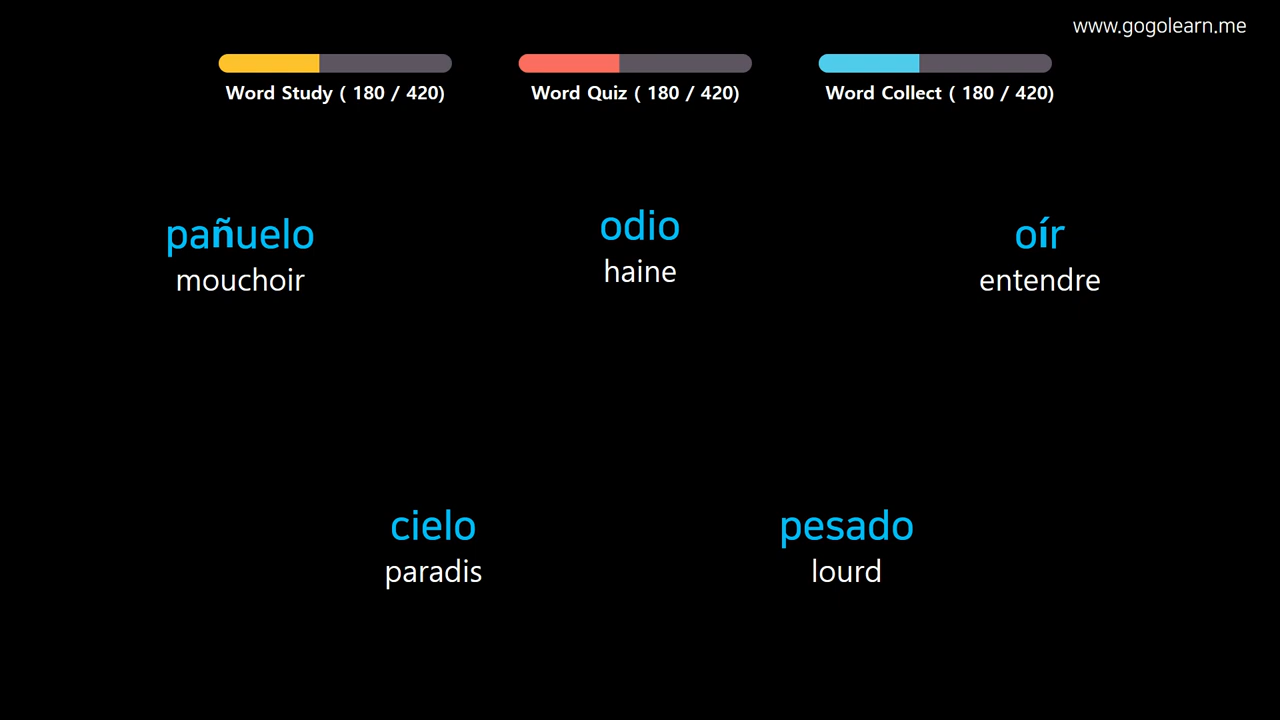 www.gogolearn.me
Word Study ( 180 / 420)
Word Quiz ( 180 / 420)
Word Collect ( 180 / 420)
pañuelo
mouchoir
odio
haine
oír
entendre
cielo
paradis
pesado
lourd